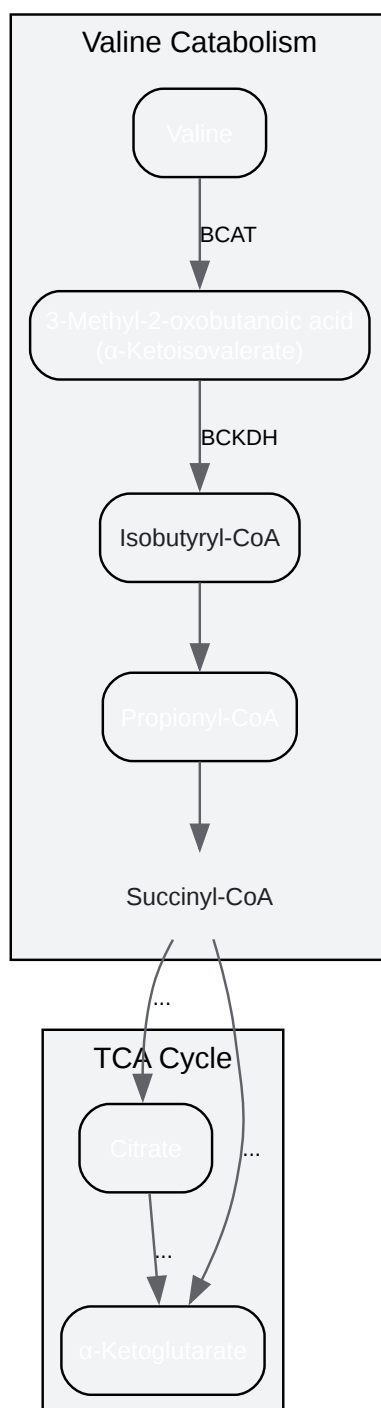 Valine Catabolism
Valine
BCAT
3-Methyl-2-oxobutanoic acid
(α-Ketoisovalerate)
BCKDH
Isobutyryl-CoA
Propionyl-CoA
Succinyl-CoA
...
TCA Cycle
Citrate
...
...
α-Ketoglutarate